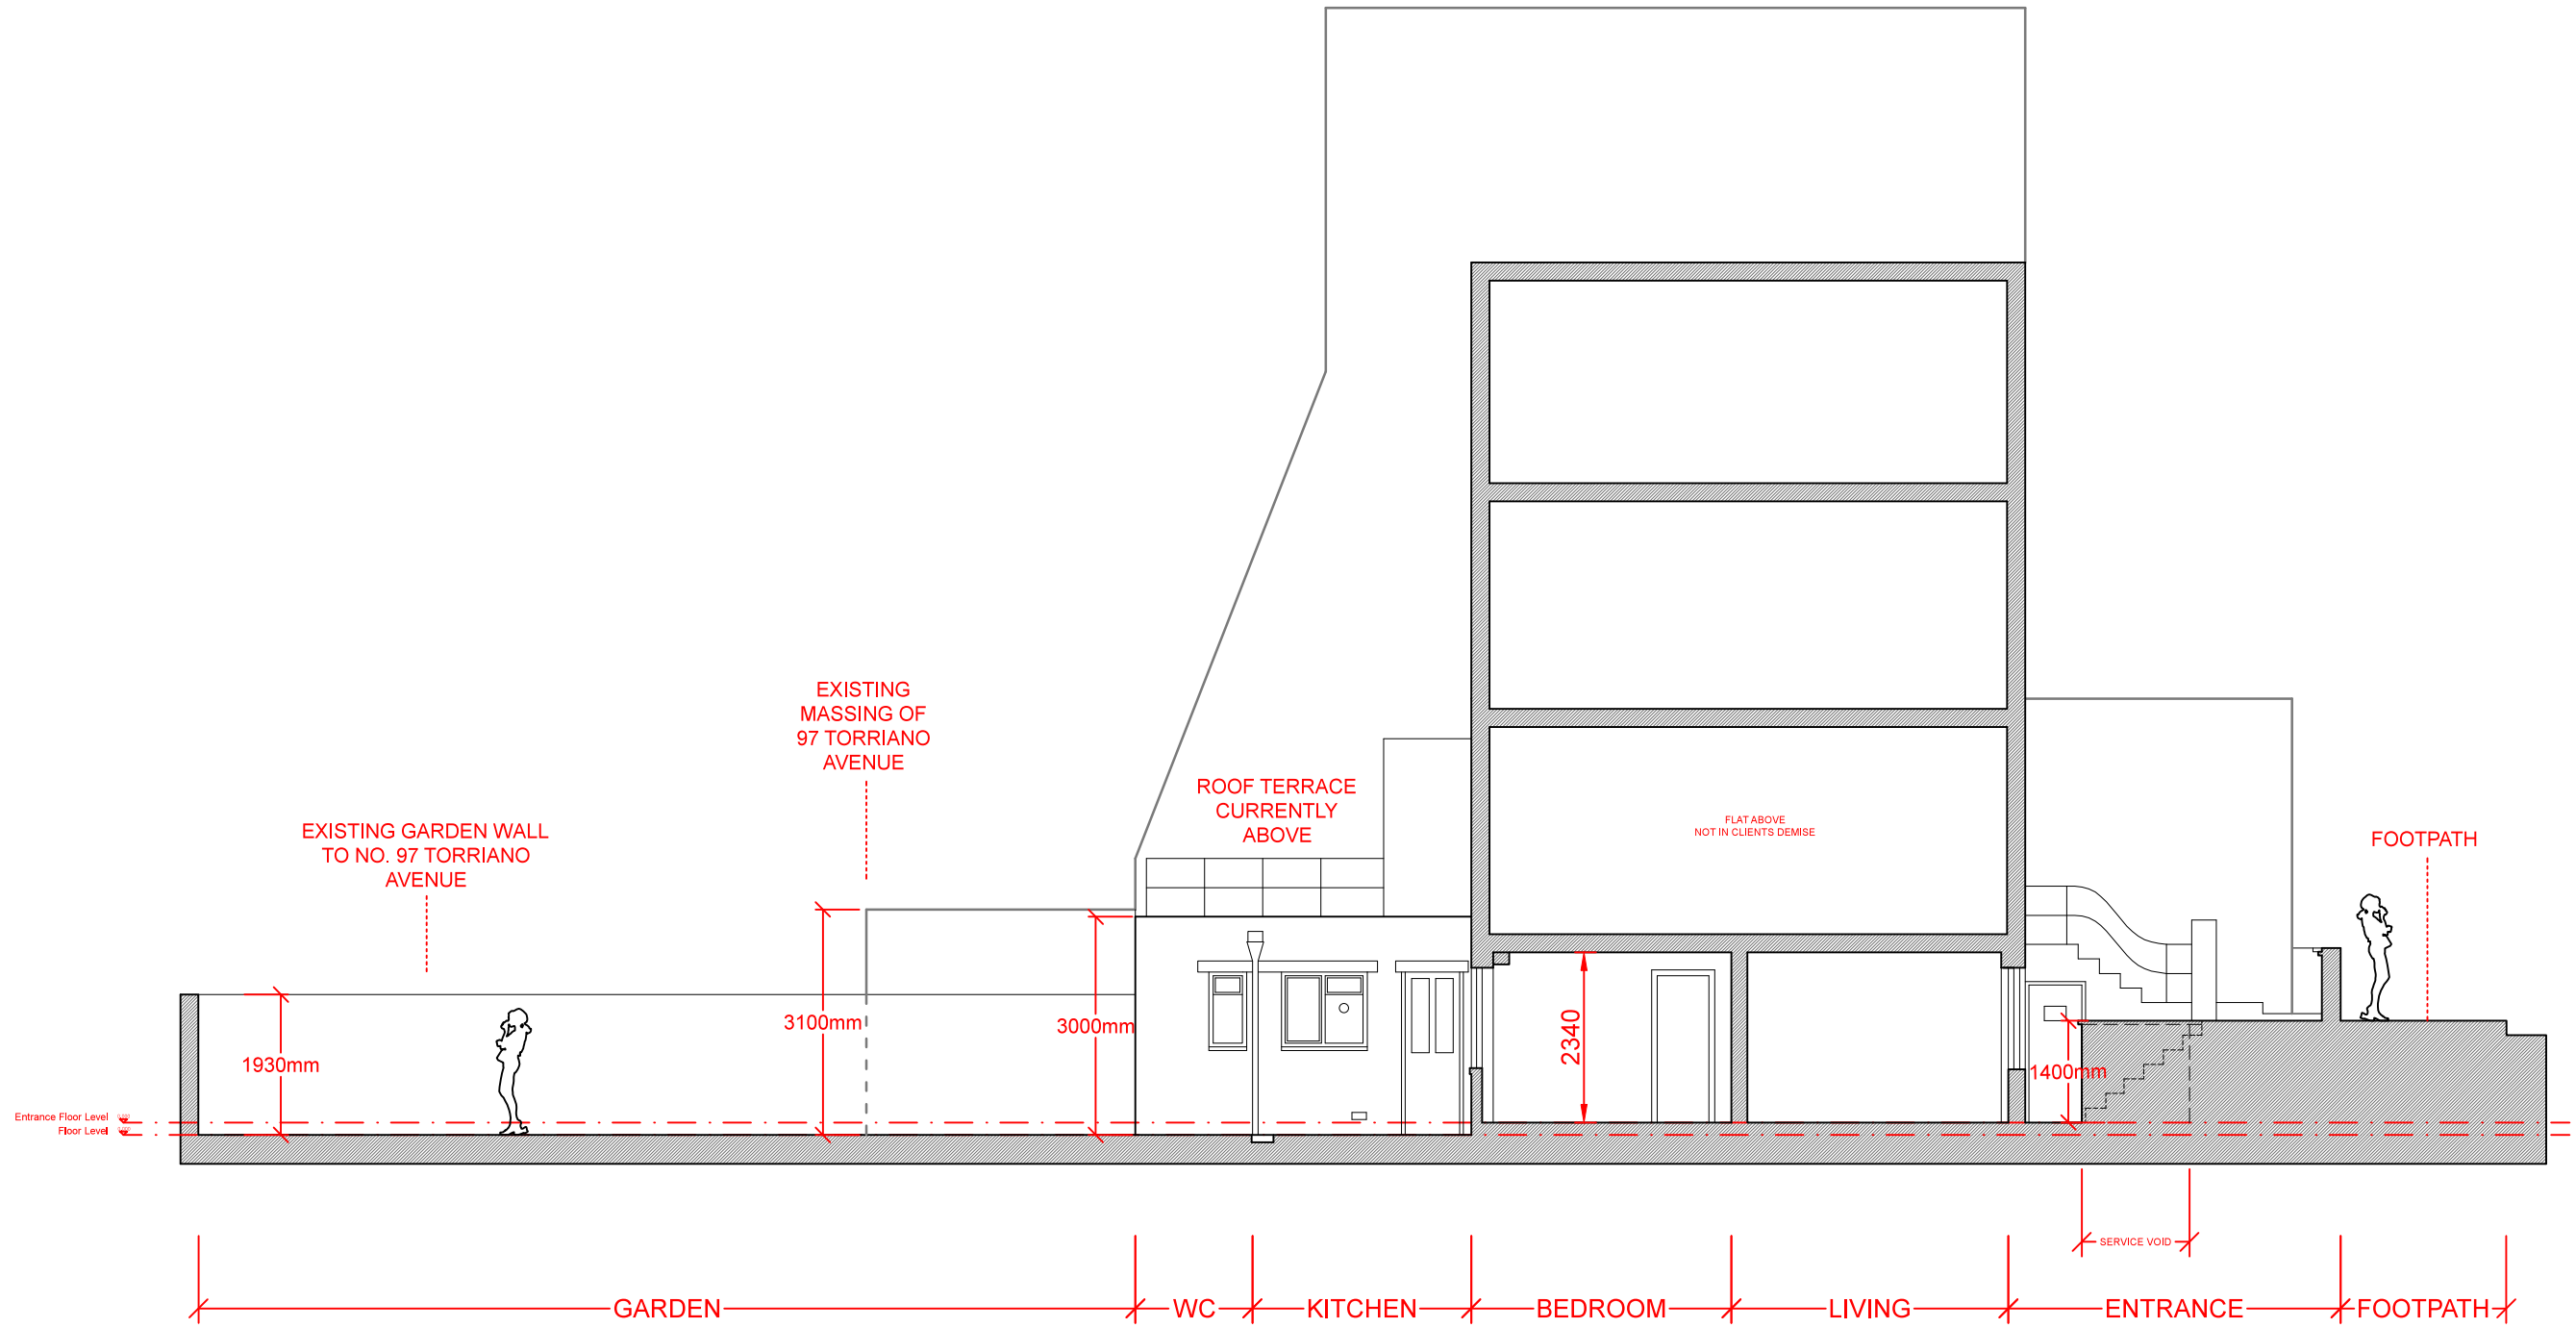 EXISTING
MASSING OF
97 TORRIANO
AVENUE
EXISTING GARDEN WALL
TO NO. 97 TORRIANO
AVENUE
ROOF TERRACE
CURRENTLY
ABOVE
FLAT ABOVE
NOT IN CLIENTS DEMISE
FOOTPATH
1930mm
3100mm
3000mm
2340
1400mm
Entrance Floor Level
Floor Level
SERVICE VOID
GARDEN
WC
KITCHEN
BEDROOM
LIVING
ENTRANCE
FOOTPATH